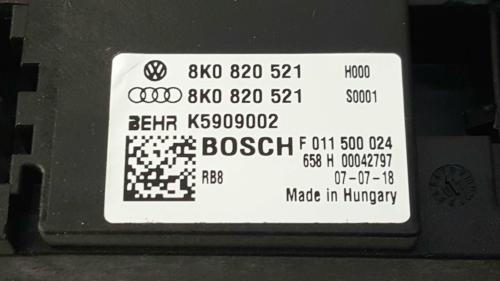 8K0 820 521 H000
8K0 820 521 S0001
BEHR K5909002
BOSCH F 011 500 024
658 H 00042797
RB8 07-07-18
Made in Hungary